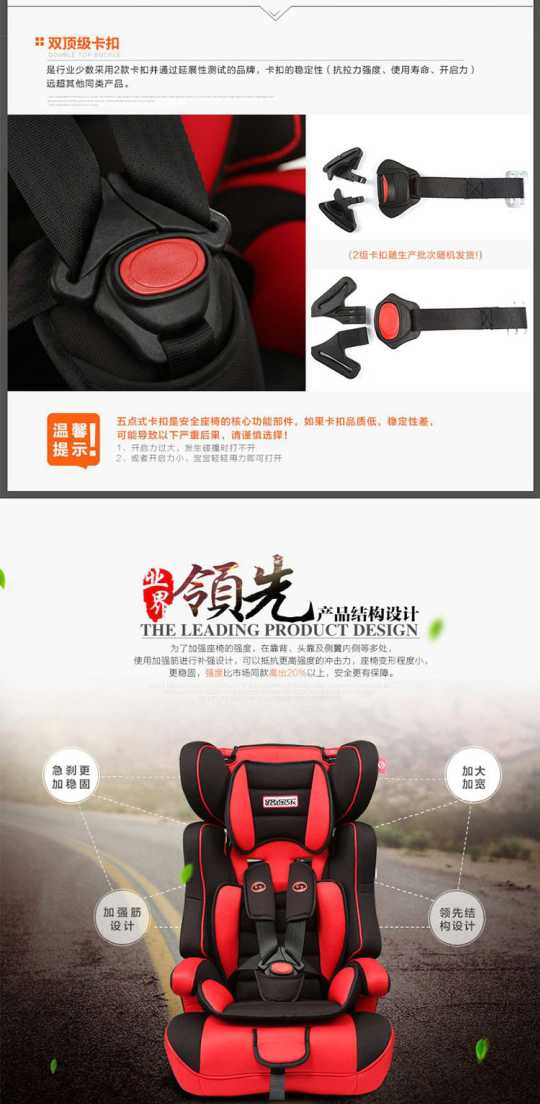 双顶级卡扣
DOUBLE TOP BUCKLE
是行业少数采用2款卡扣并通过延展性测试的品牌，卡扣的稳定性（抗拉力强度、使用寿命、开启力）
远超其他同类产品。
(2组卡扣随生产批次随机发货!)
温馨
提示!
五点式卡扣是安全座椅的核心功能部件，如果卡扣品质低、稳定性差，
可能导致以下严重后果，请谨慎选择！
1、开启力过大，发生碰撞时打不开
2、或者开启力小，宝宝轻轻用力即可打开
业界
領先
产品结构设计
THE LEADING PRODUCT DESIGN
为了加强座椅的强度，在靠背、头靠及侧翼内侧等多处，
使用加强筋进行补强设计，可以抵抗更高强度的冲击力，座椅变形程度小，
更稳固，强度比市场同款高出20%以上，安全更有保障。
急刹更
加稳固
加大
加宽
加强筋
设计
领先结
构设计